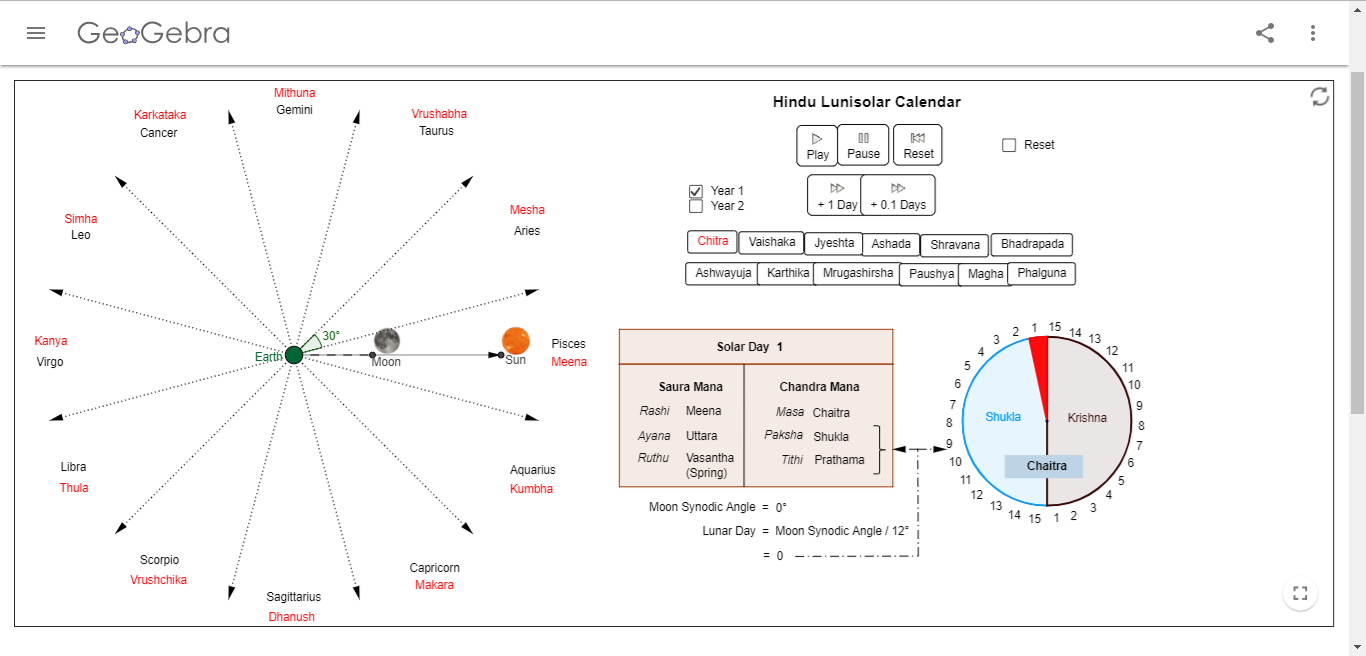 GeoGebra
Hindu Lunisolar Calendar
Play Pause Reset
Reset
Year 1
Year 2
+ 1 Day + 0.1 Days
Chitra Vaishaka Jyeshta Ashada Shravana Bhadrapada
Ashwayuja Karthika Mrugashirsha Paushya Magha Phalguna
Mithuna
Gemini
Karkataka
Cancer
Vrushabha
Taurus
Simha
Leo
Mesha
Aries
Kanya
Virgo
30°
Earth
Moon
Sun
Pisces
Meena
Libra
Thula
Aquarius
Kumbha
Scorpio
Vrushchika
Capricorn
Makara
Sagittarius
Dhanush
Solar Day 1
Saura Mana
Rashi Meena
Ayana Uttara
Ruthu Vasantha
(Spring)
Chandra Mana
Masa Chaitra
Paksha Shukla
Tithi Prathama
Moon Synodic Angle = 0°
Lunar Day = Moon Synodic Angle / 12°
= 0
1
2
3
4
5
6
7
8
9
10
11
12
13
14
15
Shukla
Krishna
Chaitra
15
14
13
12
11
10
9
8
7
6
5
4
3
2
1